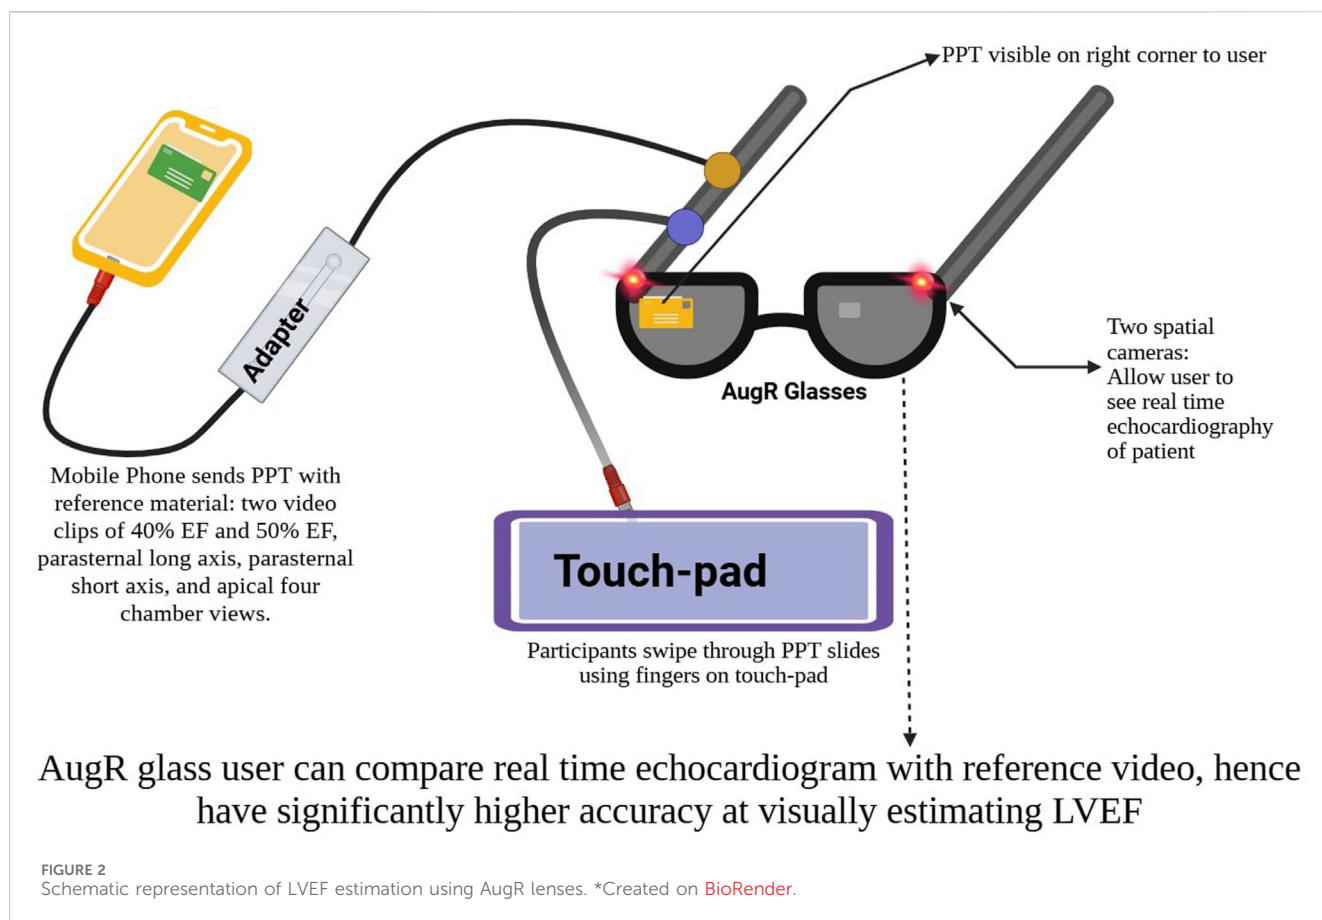 PPT visible on right corner to user
Adapter
AugR Glasses
Two spatial
cameras:
Allow user to
see real time
echocardiography
of patient
Mobile Phone sends PPT with
reference material: two video
clips of 40% EF and 50% EF,
parasternal long axis, parasternal
short axis, and apical four
chamber views.
Touch-pad
Participants swipe through PPT slides
using fingers on touch-pad
AugR glass user can compare real time echocardiogram with reference video, hence
have significantly higher accuracy at visually estimating LVEF
FIGURE 2
Schematic representation of LVEF estimation using AugR lenses. *Created on BioRender.